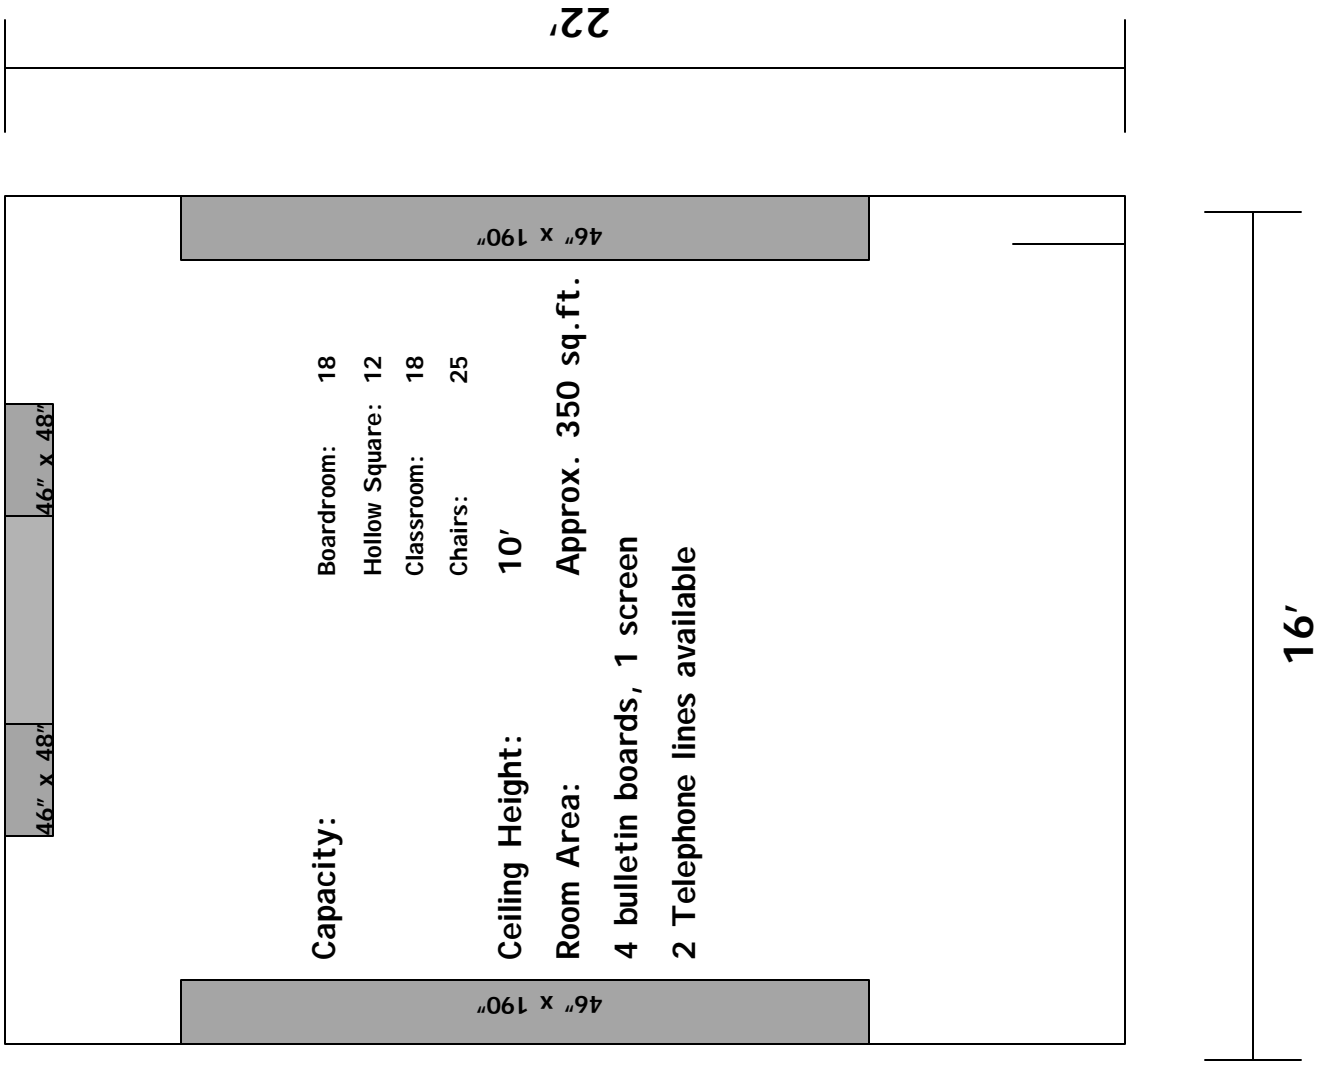 22'
46" x 190"
46" x 48"
46" x 48"
Capacity: Boardroom: 18
Hollow Square: 12
Classroom: 18
Chairs: 25
Ceiling Height: 10'
Room Area: Approx. 350 sq.ft.
4 bulletin boards, 1 screen
2 Telephone lines available
46" x 190"
16'